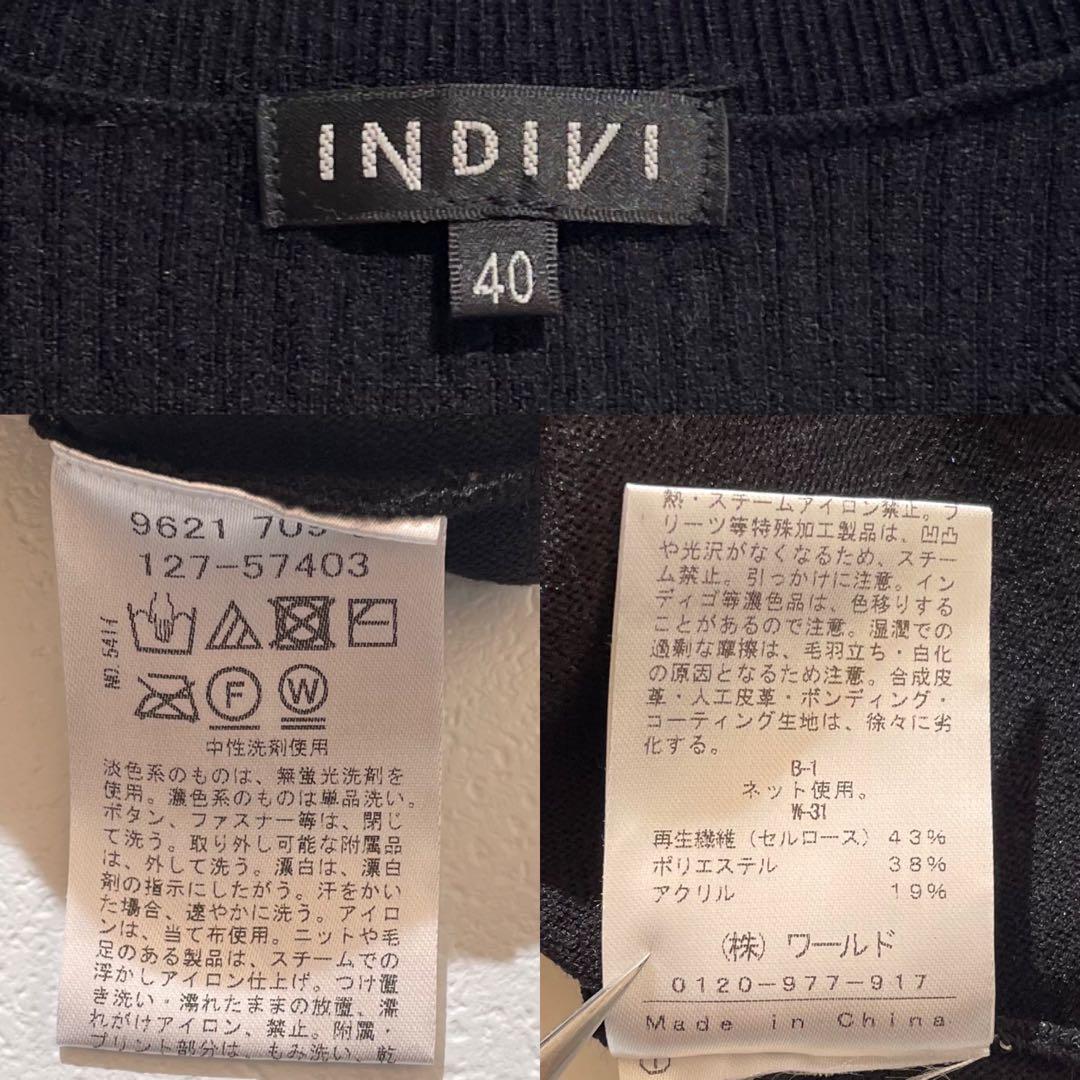 INDIVI
40
9621 709
127-57403
NO.5411
F W
中性洗剤使用
淡色系のものは、無蛍光洗剤を
使用。濃色系のものは単品洗い。
ボタン、ファスナー等は、閉じ
て洗う。取り外し可能な附属品
は、外して洗う。漂白は、漂白
剤の指示にしたがう。汗をかい
た場合、速やかに洗う。アイロ
ンは、当て布使用。ニットや毛
足のある製品は、スチームでの
浮かしアイロン仕上げ。つけ置
き洗い・濡れたままの放置、濡
れがけアイロン、禁止。附属・
プリント部分は、もみ洗い、乾
熱・スチームアイロン禁止。プ
リーツ等特殊加工製品は、凹凸
や光沢がなくなるため、スチー
ム禁止。引っかけに注意。イン
ディゴ等濃色品は、色移りする
ことがあるので注意。湿潤での
過剰な摩擦は、毛羽立ち・白化
の原因となるため注意。合成皮
革・人工皮革・ボンディング・
コーティング生地は、徐々に劣
化する。
B-1
ネット使用。
W-31
再生繊維(セルロース) 43%
ポリエステル 38%
アクリル 19%
(株) ワールド
0120-977-917
Made in China